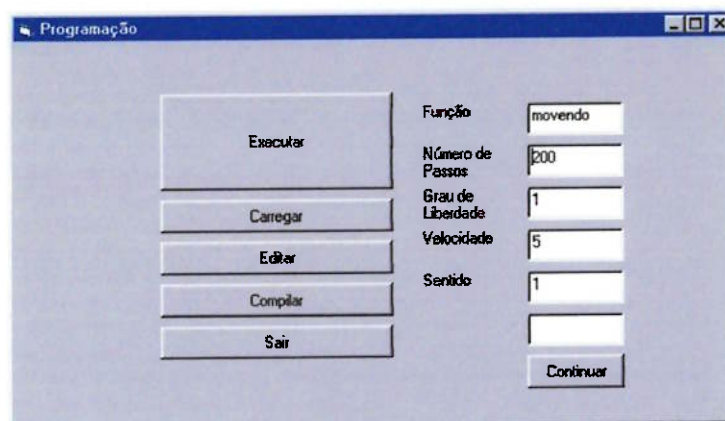 Programação
Executar
Carregar
Editar
Compilar
Sair
Função
movendo
Número de
Passos
200
Grau de
Liberdade
1
Velocidade
5
Sentido
1
Continuar